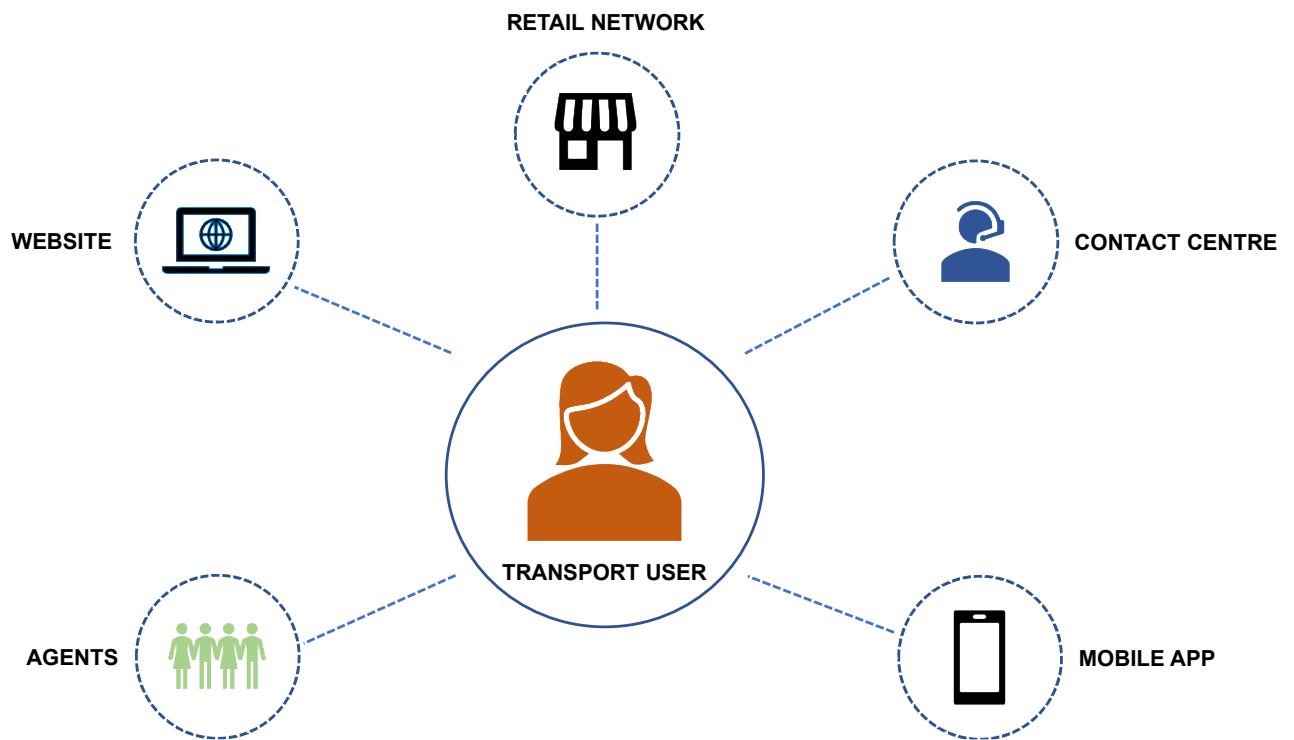 RETAIL NETWORK
WEBSITE
CONTACT CENTRE
TRANSPORT USER
AGENTS
MOBILE APP